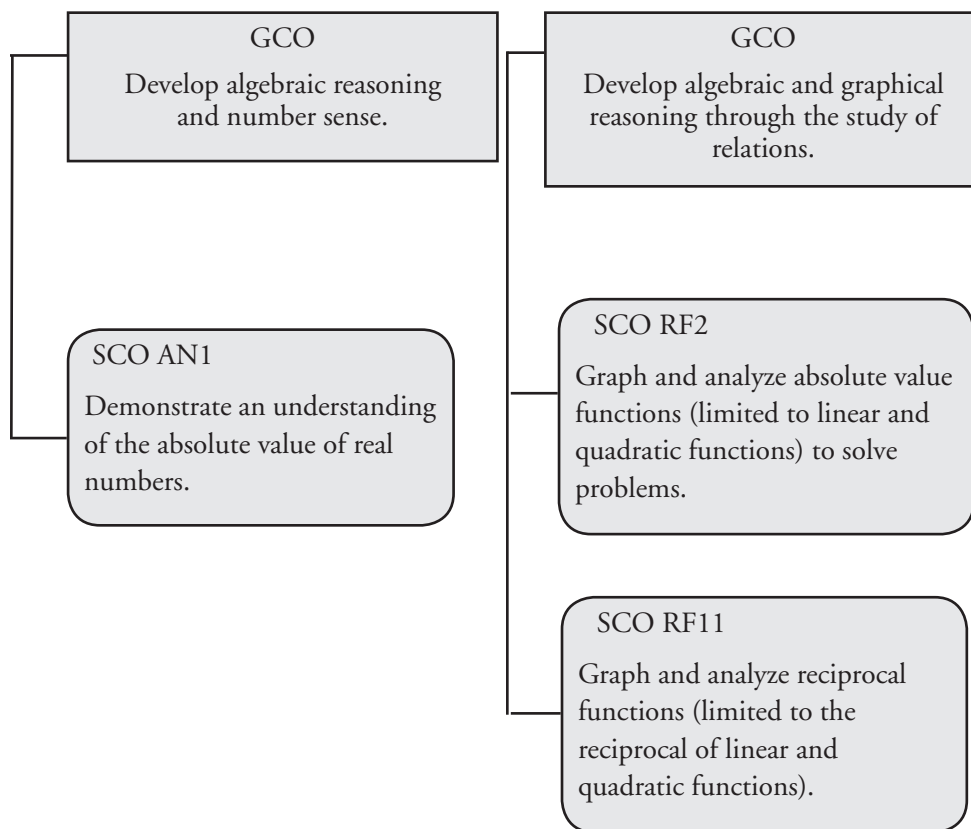 GCO
Develop algebraic reasoning
and number sense.
GCO
Develop algebraic and graphical
reasoning through the study of
relations.
SCO AN1
Demonstrate an understanding
of the absolute value of real
numbers.
SCO RF2
Graph and analyze absolute value
functions (limited to linear and
quadratic functions) to solve
problems.
SCO RF11
Graph and analyze reciprocal
functions (limited to the
reciprocal of linear and
quadratic functions).